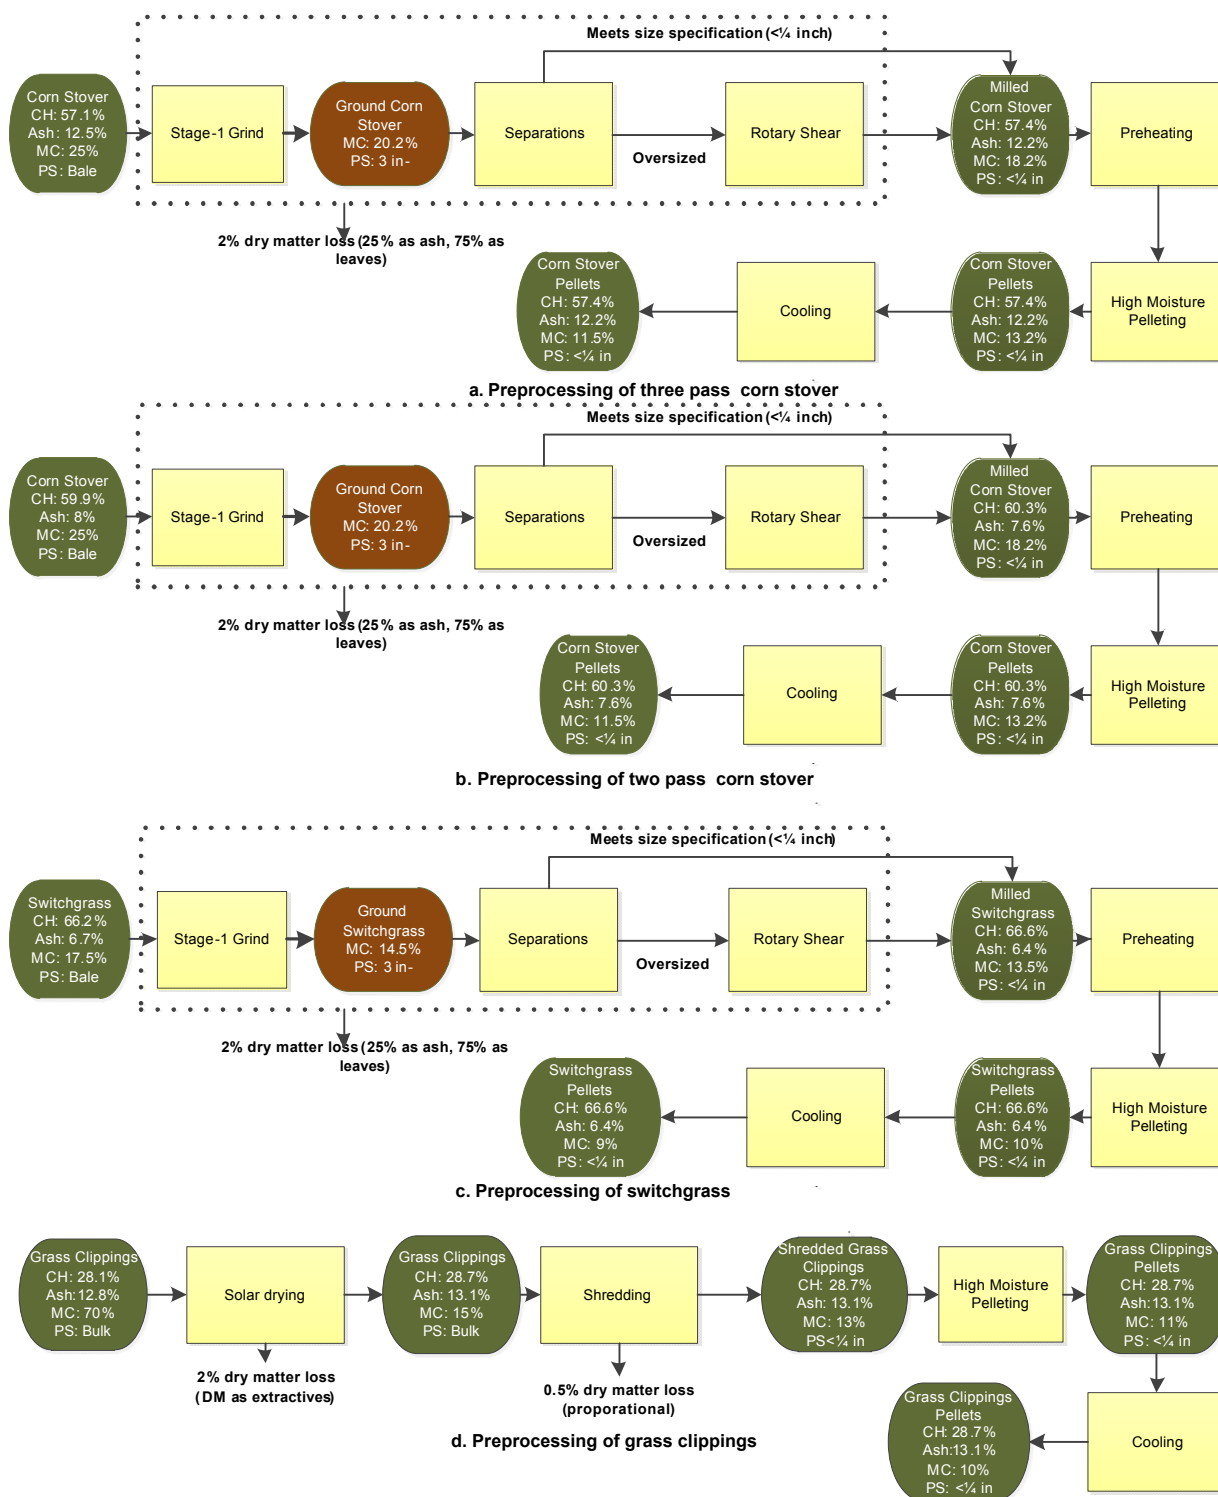 Meets size specification (<¼ inch)
Corn Stover
CH: 57.1%
Ash: 12.5%
MC: 25%
PS: Bale
Stage-1 Grind
Ground Corn
Stover
MC: 20.2%
PS: 3 in-
Separations
Oversized
Rotary Shear
Milled
Corn Stover
CH: 57.4%
Ash: 12.2%
MC: 18.2%
PS: <¼ in
Preheating
2% dry matter loss (25% as ash, 75% as
leaves)
Corn Stover
Pellets
CH: 57.4%
Ash: 12.2%
MC: 11.5%
PS: <¼ in
Cooling
Corn Stover
Pellets
CH: 57.4%
Ash: 12.2%
MC: 13.2%
PS: <¼ in
High Moisture
Pelleting
a. Preprocessing of three pass corn stover
Meets size specification (<¼ inch)
Corn Stover
CH: 59.9%
Ash: 8%
MC: 25%
PS: Bale
Stage-1 Grind
Ground Corn
Stover
MC: 20.2%
PS: 3 in-
Separations
Oversized
Rotary Shear
Milled
Corn Stover
CH: 60.3%
Ash: 7.6%
MC: 18.2%
PS: <¼ in
Preheating
2% dry matter loss (25% as ash, 75% as
leaves)
Corn Stover
Pellets
CH: 60.3%
Ash: 7.6%
MC: 11.5%
PS: <¼ in
Cooling
Corn Stover
Pellets
CH: 60.3%
Ash: 7.6%
MC: 13.2%
PS: <¼ in
High Moisture
Pelleting
b. Preprocessing of two pass corn stover
Meets size specification (<¼ inch)
Switchgrass
CH: 66.2%
Ash: 6.7%
MC: 17.5%
PS: Bale
Stage-1 Grind
Ground
Switchgrass
MC: 14.5%
PS: 3 in-
Separations
Oversized
Rotary Shear
Milled
Switchgrass
CH: 66.6%
Ash: 6.4%
MC: 13.5%
PS: <¼ in
Preheating
2% dry matter loss (25% as ash, 75% as
leaves)
Switchgrass
Pellets
CH: 66.6%
Ash: 6.4%
MC: 9%
PS: <¼ in
Cooling
Switchgrass
Pellets
CH: 66.6%
Ash: 6.4%
MC: 10%
PS: <¼ in
High Moisture
Pelleting
c. Preprocessing of switchgrass
Grass Clippings
CH: 28.1%
Ash:12.8%
MC: 70%
PS: Bulk
Solar drying
Grass Clippings
CH: 28.7%
Ash: 13.1%
MC: 15%
PS: Bulk
Shredding
Shredded Grass
Clippings
CH: 28.7%
Ash: 13.1%
MC: 13%
PS<¼ in
High Moisture
Pelleting
Grass Clippings
Pellets
CH: 28.7%
Ash:13.1%
MC: 11%
PS: <¼ in
2% dry matter loss
(DM as extractives)
0.5% dry matter loss
(proporational)
Grass Clippings
Pellets
CH: 28.7%
Ash:13.1%
MC: 10%
PS: <¼ in
Cooling
d. Preprocessing of grass clippings